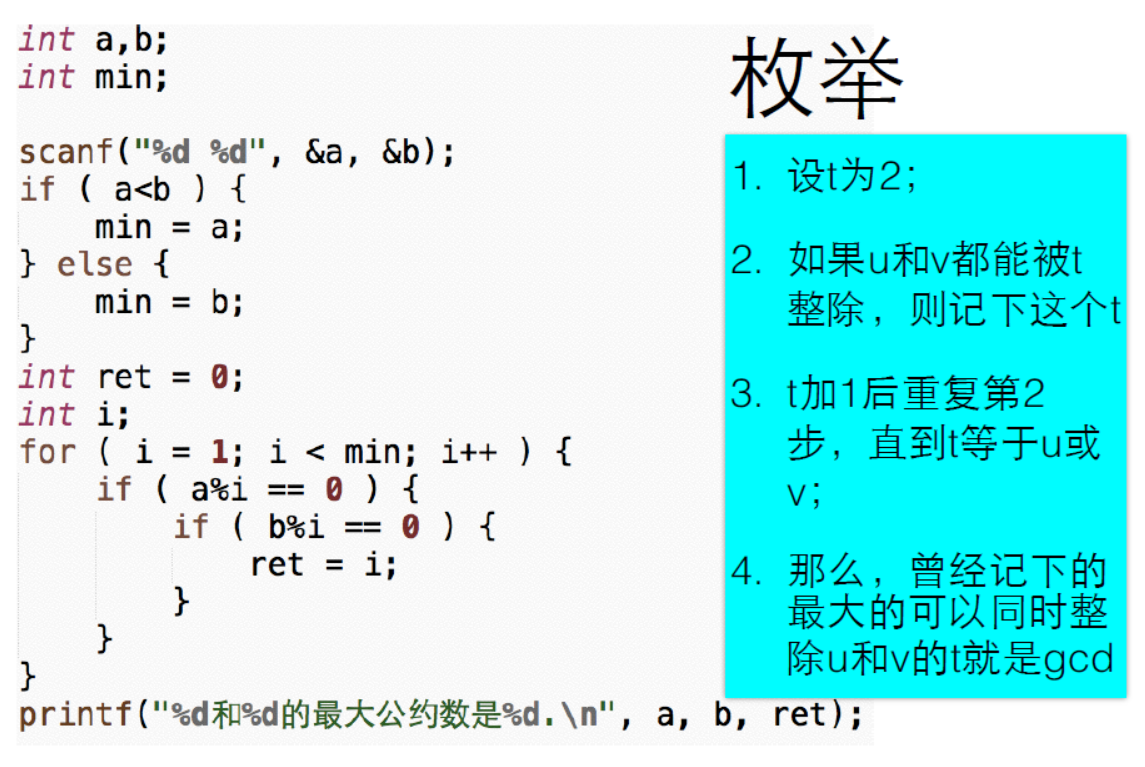 int a,b;
int min;
scanf("%d %d", &a, &b);
if ( a<b ) {
    min = a;
} else {
    min = b;
}
int ret = 0;
int i;
for ( i = 1; i < min; i++ ) {
    if ( a%i == 0 ) {
        if ( b%i == 0 ) {
            ret = i;
        }
    }
}
printf("%d和%d的最大公约数是%d.\n", a, b, ret);
枚举
1. 设t为2;
2. 如果u和v都能被t
整除，则记下这个t
3. t加1后重复第2
步，直到t等于u或
v;
4. 那么，曾经记下的
最大的可以同时整
除u和v的t就是gcd